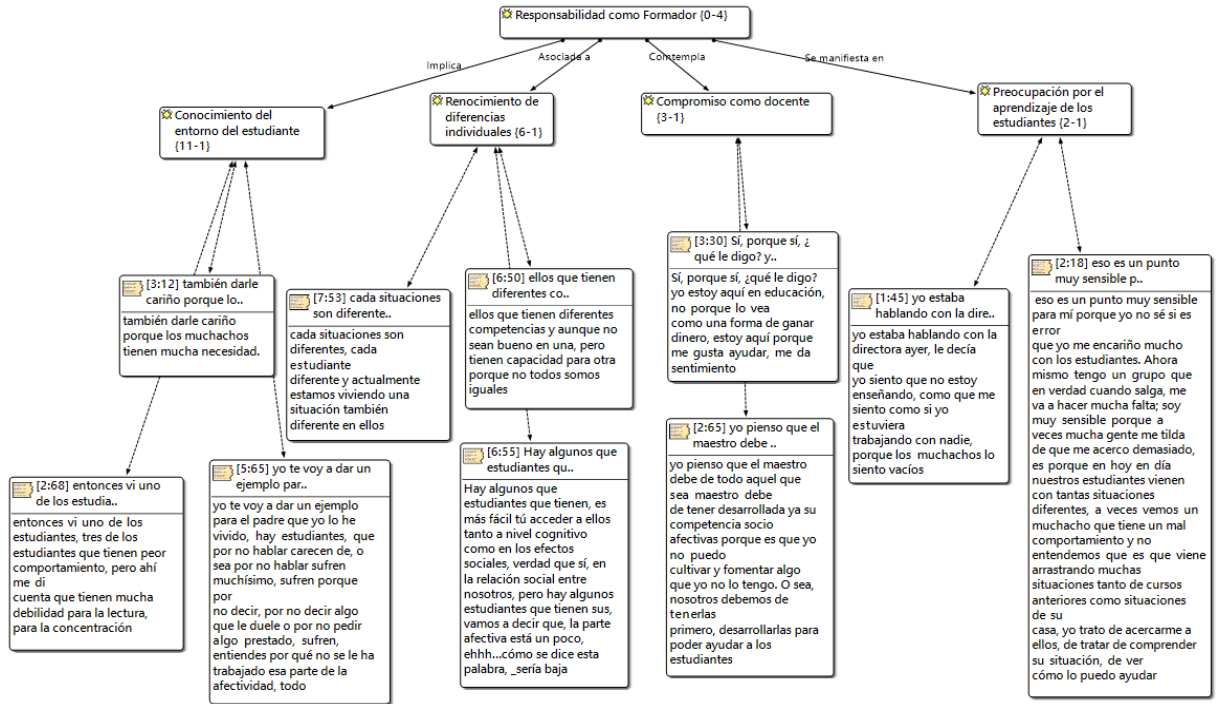 Responsabilidad como Formador {0-4}
Implica
Asociada a
Comtempla
Se manifiesta en
Conocimiento del
entorno del estudiante
{11-1}
Renocimiento de
diferencias
individuales {6-1}
Compromiso como docente
{3-1}
Preocupación por el
aprendizaje de los
estudiantes {2-1}
[3:12] también darle
cariño porque lo..
también darle cariño
porque los muchachos
tienen mucha necesidad.
[7:53] cada situaciones
son diferente..
cada situaciones son
diferentes, cada
estudiante
diferente y actualmente
estamos viviendo una
situación también
diferente en ellos
[6:50] ellos que tienen
diferentes co..
ellos que tienen diferentes
competencias y aunque no
sean bueno en una, pero
tienen capacidad para otra
porque no todos somos
iguales
[3:30] Sí, porque sí, ¿
qué le digo? y..
Sí, porque sí, ¿qué le digo?
yo estoy aquí en educación,
no porque lo vea
como una forma de ganar
dinero, estoy aquí porque
me gusta ayudar, me da
sentimiento
[1:45] yo estaba
hablando con la dire..
yo estaba hablando con la
directora ayer, le decía
que
yo siento que no estoy
enseñando, como que me
siento como si yo
estuviera
trabajando con nadie,
porque los muchachos lo
siento vacíos
[2:18] eso es un punto
muy sensible p..
eso es un punto muy sensible
para mí porque yo no sé si es
error
que yo me encariño mucho
con los estudiantes. Ahora
mismo tengo un grupo que
en verdad cuando salga, me
va a hacer mucha falta; soy
muy sensible porque a
veces mucha gente me tilda
de que me acerco demasiado,
es porque en hoy en día
nuestros estudiantes vienen
con tantas situaciones
diferentes, a veces vemos un
muchacho que tiene un mal
comportamiento y no
entendemos que es que viene
arrastrando muchas
situaciones tanto de cursos
anteriores como situaciones
de su
casa, yo trato de acercarme a
ellos, de tratar de comprender
su situación, de ver
cómo lo puedo ayudar
[2:68] entonces vi uno
de los estudia..
entonces vi uno de los
estudiantes, tres de los
estudiantes que tienen peor
comportamiento, pero ahí
me di
cuenta que tienen mucha
debilidad para la lectura,
para la concentración
[5:65] yo te voy a dar un
ejemplo par..
yo te voy a dar un ejemplo
para el padre que yo lo he
vivido, hay estudiantes, que
por no hablar carecen de, o
sea por no hablar sufren
muchísimo, sufren porque
por
no decir, por no decir algo
que le duele o por no pedir
algo prestado, sufren,
entiendes por qué no se le ha
trabajado esa parte de la
afectividad, todo
[6:55] Hay algunos que
estudiantes qu..
Hay algunos que
estudiantes que tienen, es
más fácil tú acceder a ellos
tanto a nivel cognitivo
como en los efectos
sociales, verdad que sí, en
la relación social entre
nosotros, pero hay algunos
estudiantes que tienen sus,
vamos a decir que, la parte
afectiva está un poco,
ehhh...cómo se dice esta
palabra, _sería baja
[2:65] yo pienso que el
maestro debe ..
yo pienso que el maestro
debe de todo aquel que
sea maestro debe
de tener desarrollada ya su
competencia socio
afectivas porque es que yo
no puedo
cultivar y fomentar algo
que yo no lo tengo. O sea,
nosotros debemos de
tenerlas
primero, desarrollarlas para
poder ayudar a los
estudiantes